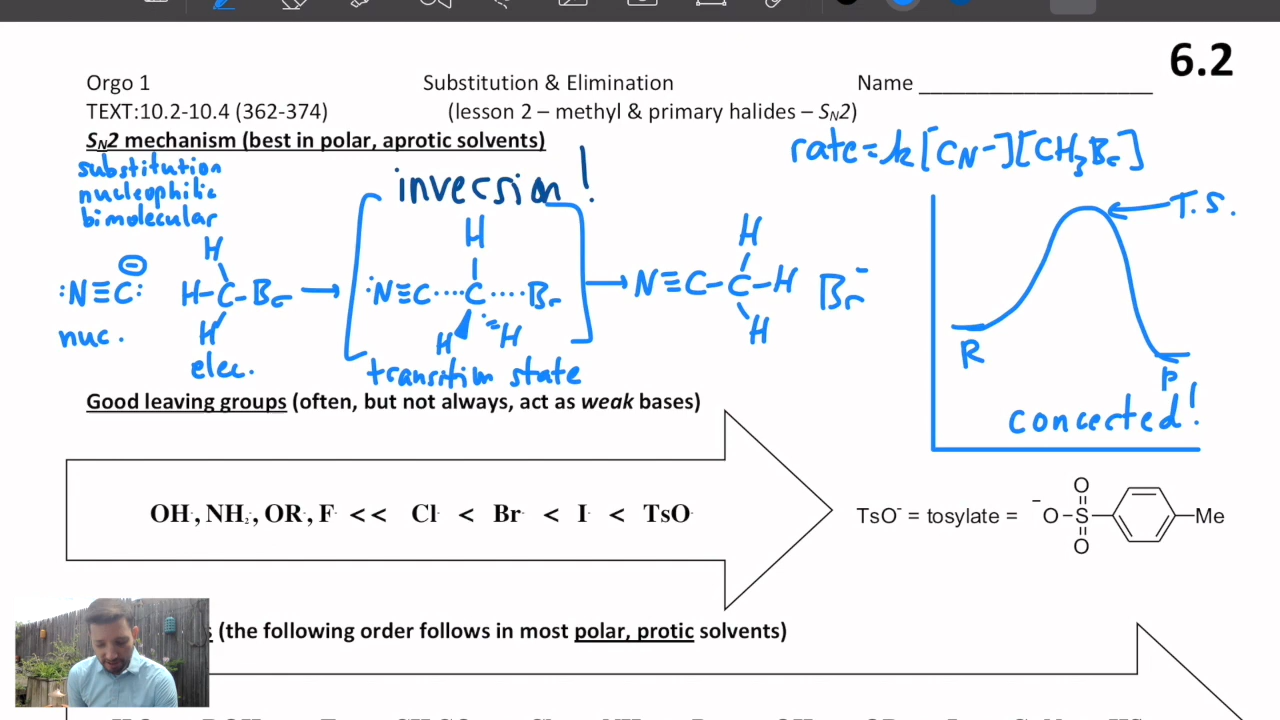 6.2
Orgo 1 Substitution & Elimination Name
TEXT:10.2-10.4 (362-374) (lesson 2 – methyl & primary halides – SN2)
SN2 mechanism (best in polar, aprotic solvents)
rate=k[CN-][CH3Br]
substitution
nucleophilic
bimolecular
inversion!
T.S.
H H H
:N≡C:⊖ H-C-Br → [:N≡C····C····Br] → N≡C-C-H Br-
H H H H
nuc.
elec.
transition state
R
P
concerted!
Good leaving groups (often, but not always, act as weak bases)
OH-, NH2-, OR-, F- << Cl- < Br- < I- < TsO-
TsO- = tosylate = -O-S-Me
O
O
(the following order follows in most polar, protic solvents)